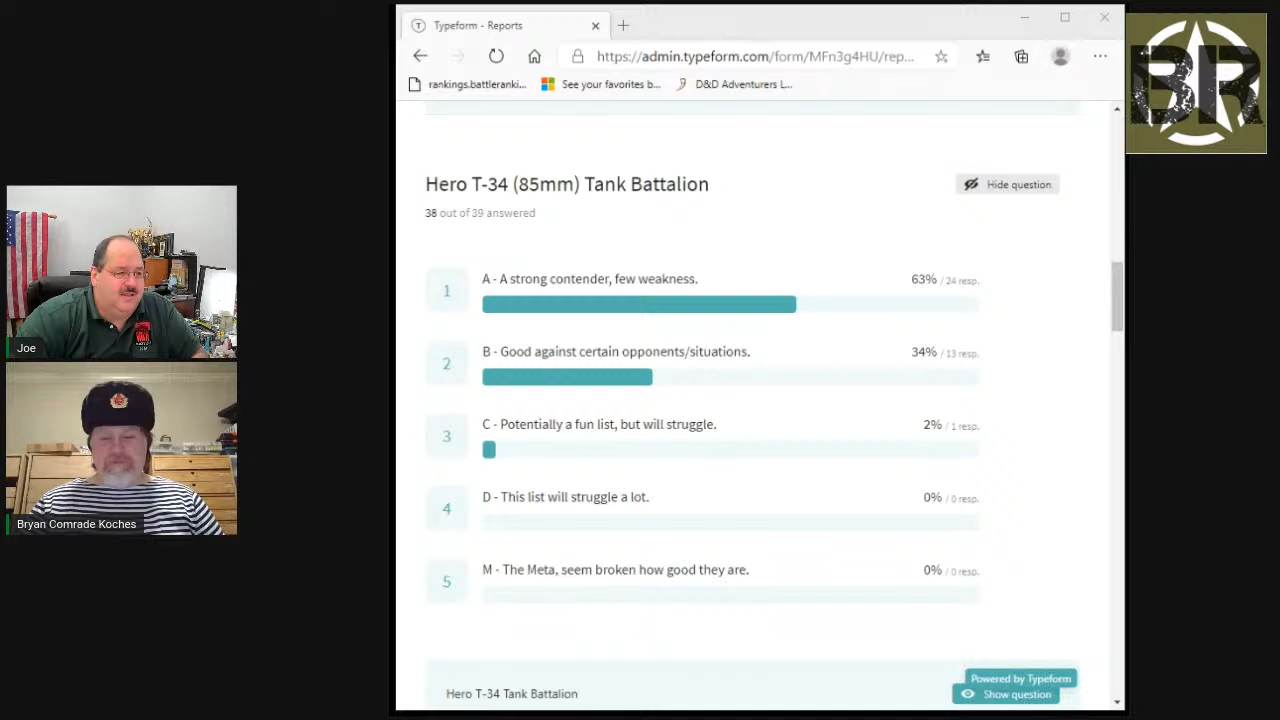 Typeform - Reports
https://admin.typeform.com/form/MFn3g4HU/rep...
rankings.battleranki...
See your favorites b...
D&D Adventurers L...
BR
Hero T-34 (85mm) Tank Battalion
Hide question
38 out of 39 answered
1
A - A strong contender, few weakness.
63% / 24 resp.
2
B - Good against certain opponents/situations.
34% / 13 resp.
3
C - Potentially a fun list, but will struggle.
2% / 1 resp.
4
D - This list will struggle a lot.
0% / 0 resp.
5
M - The Meta, seem broken how good they are.
0% / 0 resp.
Hero T-34 Tank Battalion
Powered by Typeform
Show question
Joe
Bryan Comrade Koches